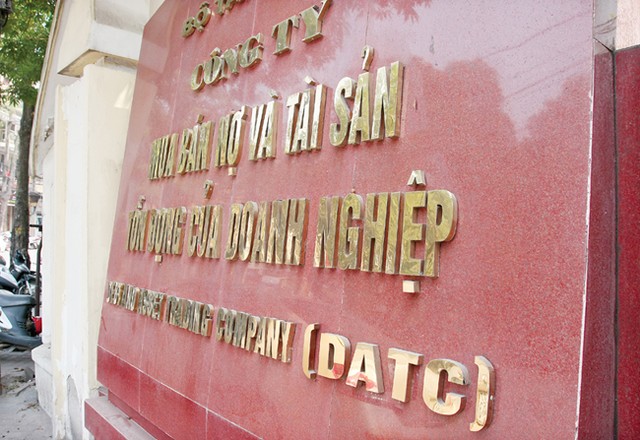 BỘ
CÔNG TY
MUA BÁN NỢ VÀ TÀI SẢN
TỒN ĐỌNG CỦA DOANH NGHIỆP
DEBT AND ASSET TRADING COMPANY (DATC)